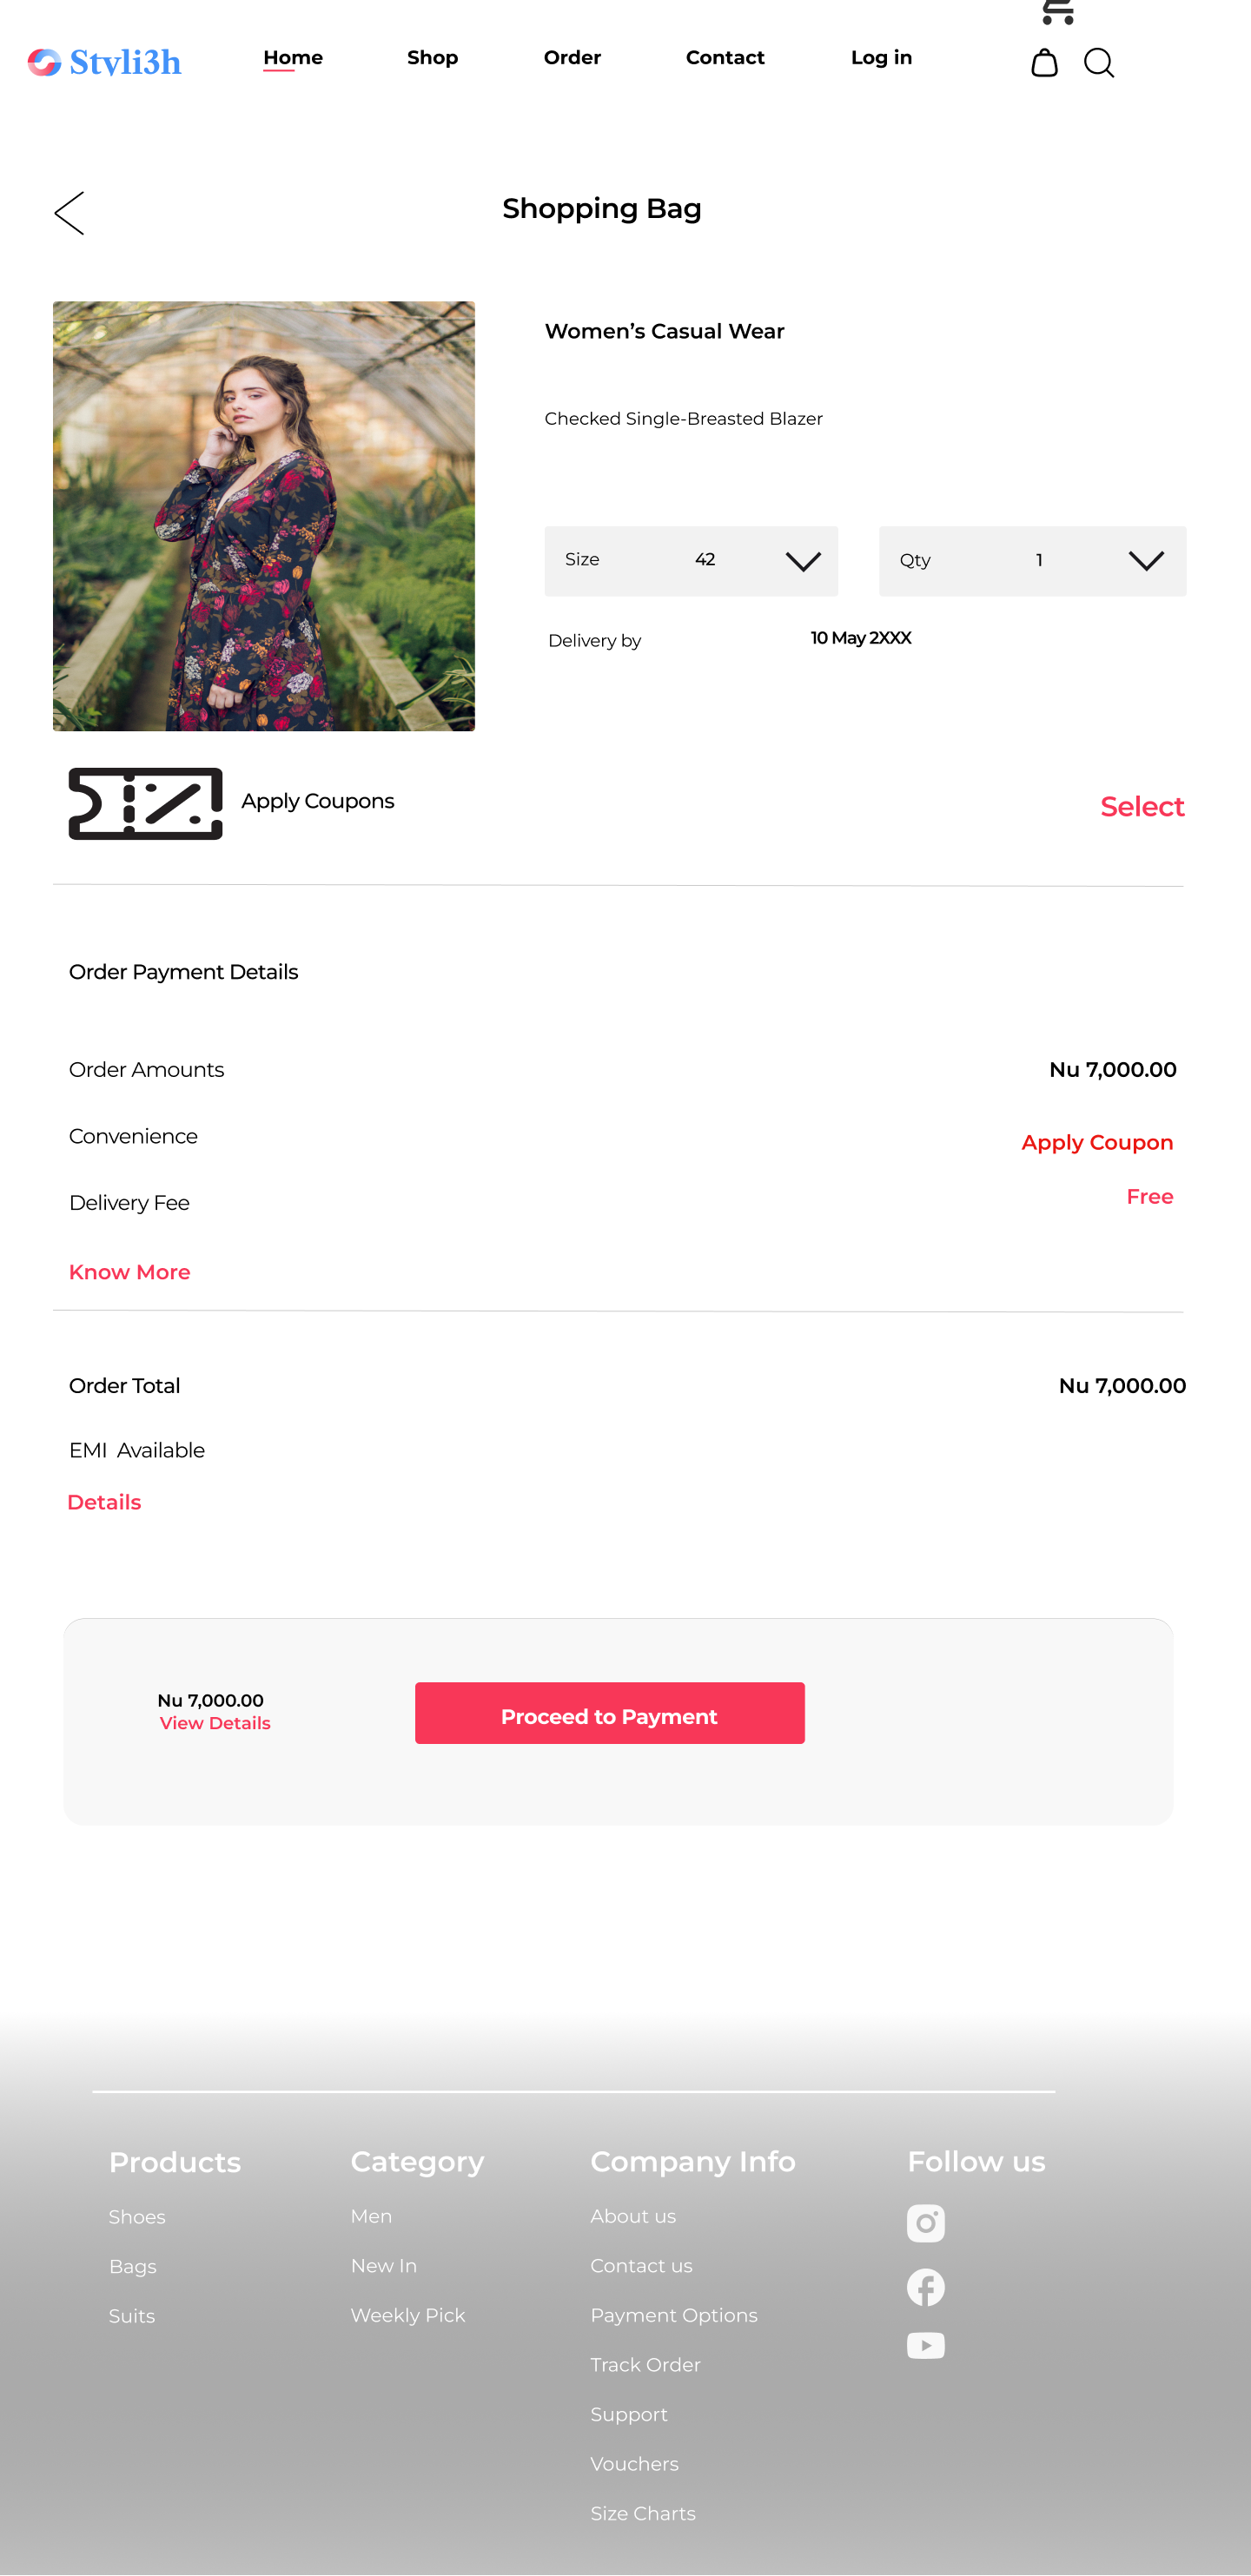 Styli3h
Home
Shop
Order
Contact
Log in
Shopping Bag
Women’s Casual Wear
Checked Single-Breasted Blazer
Size 42
Qty 1
Delivery by 10 May 2XXX
Apply Coupons
Select
Order Payment Details
Order Amounts Nu 7,000.00
Convenience Apply Coupon
Delivery Fee Free
Know More
Order Total Nu 7,000.00
EMI Available
Details
Nu 7,000.00
View Details
Proceed to Payment
Products
Shoes
Bags
Suits
Category
Men
New In
Weekly Pick
Company Info
About us
Contact us
Payment Options
Track Order
Support
Vouchers
Size Charts
Follow us